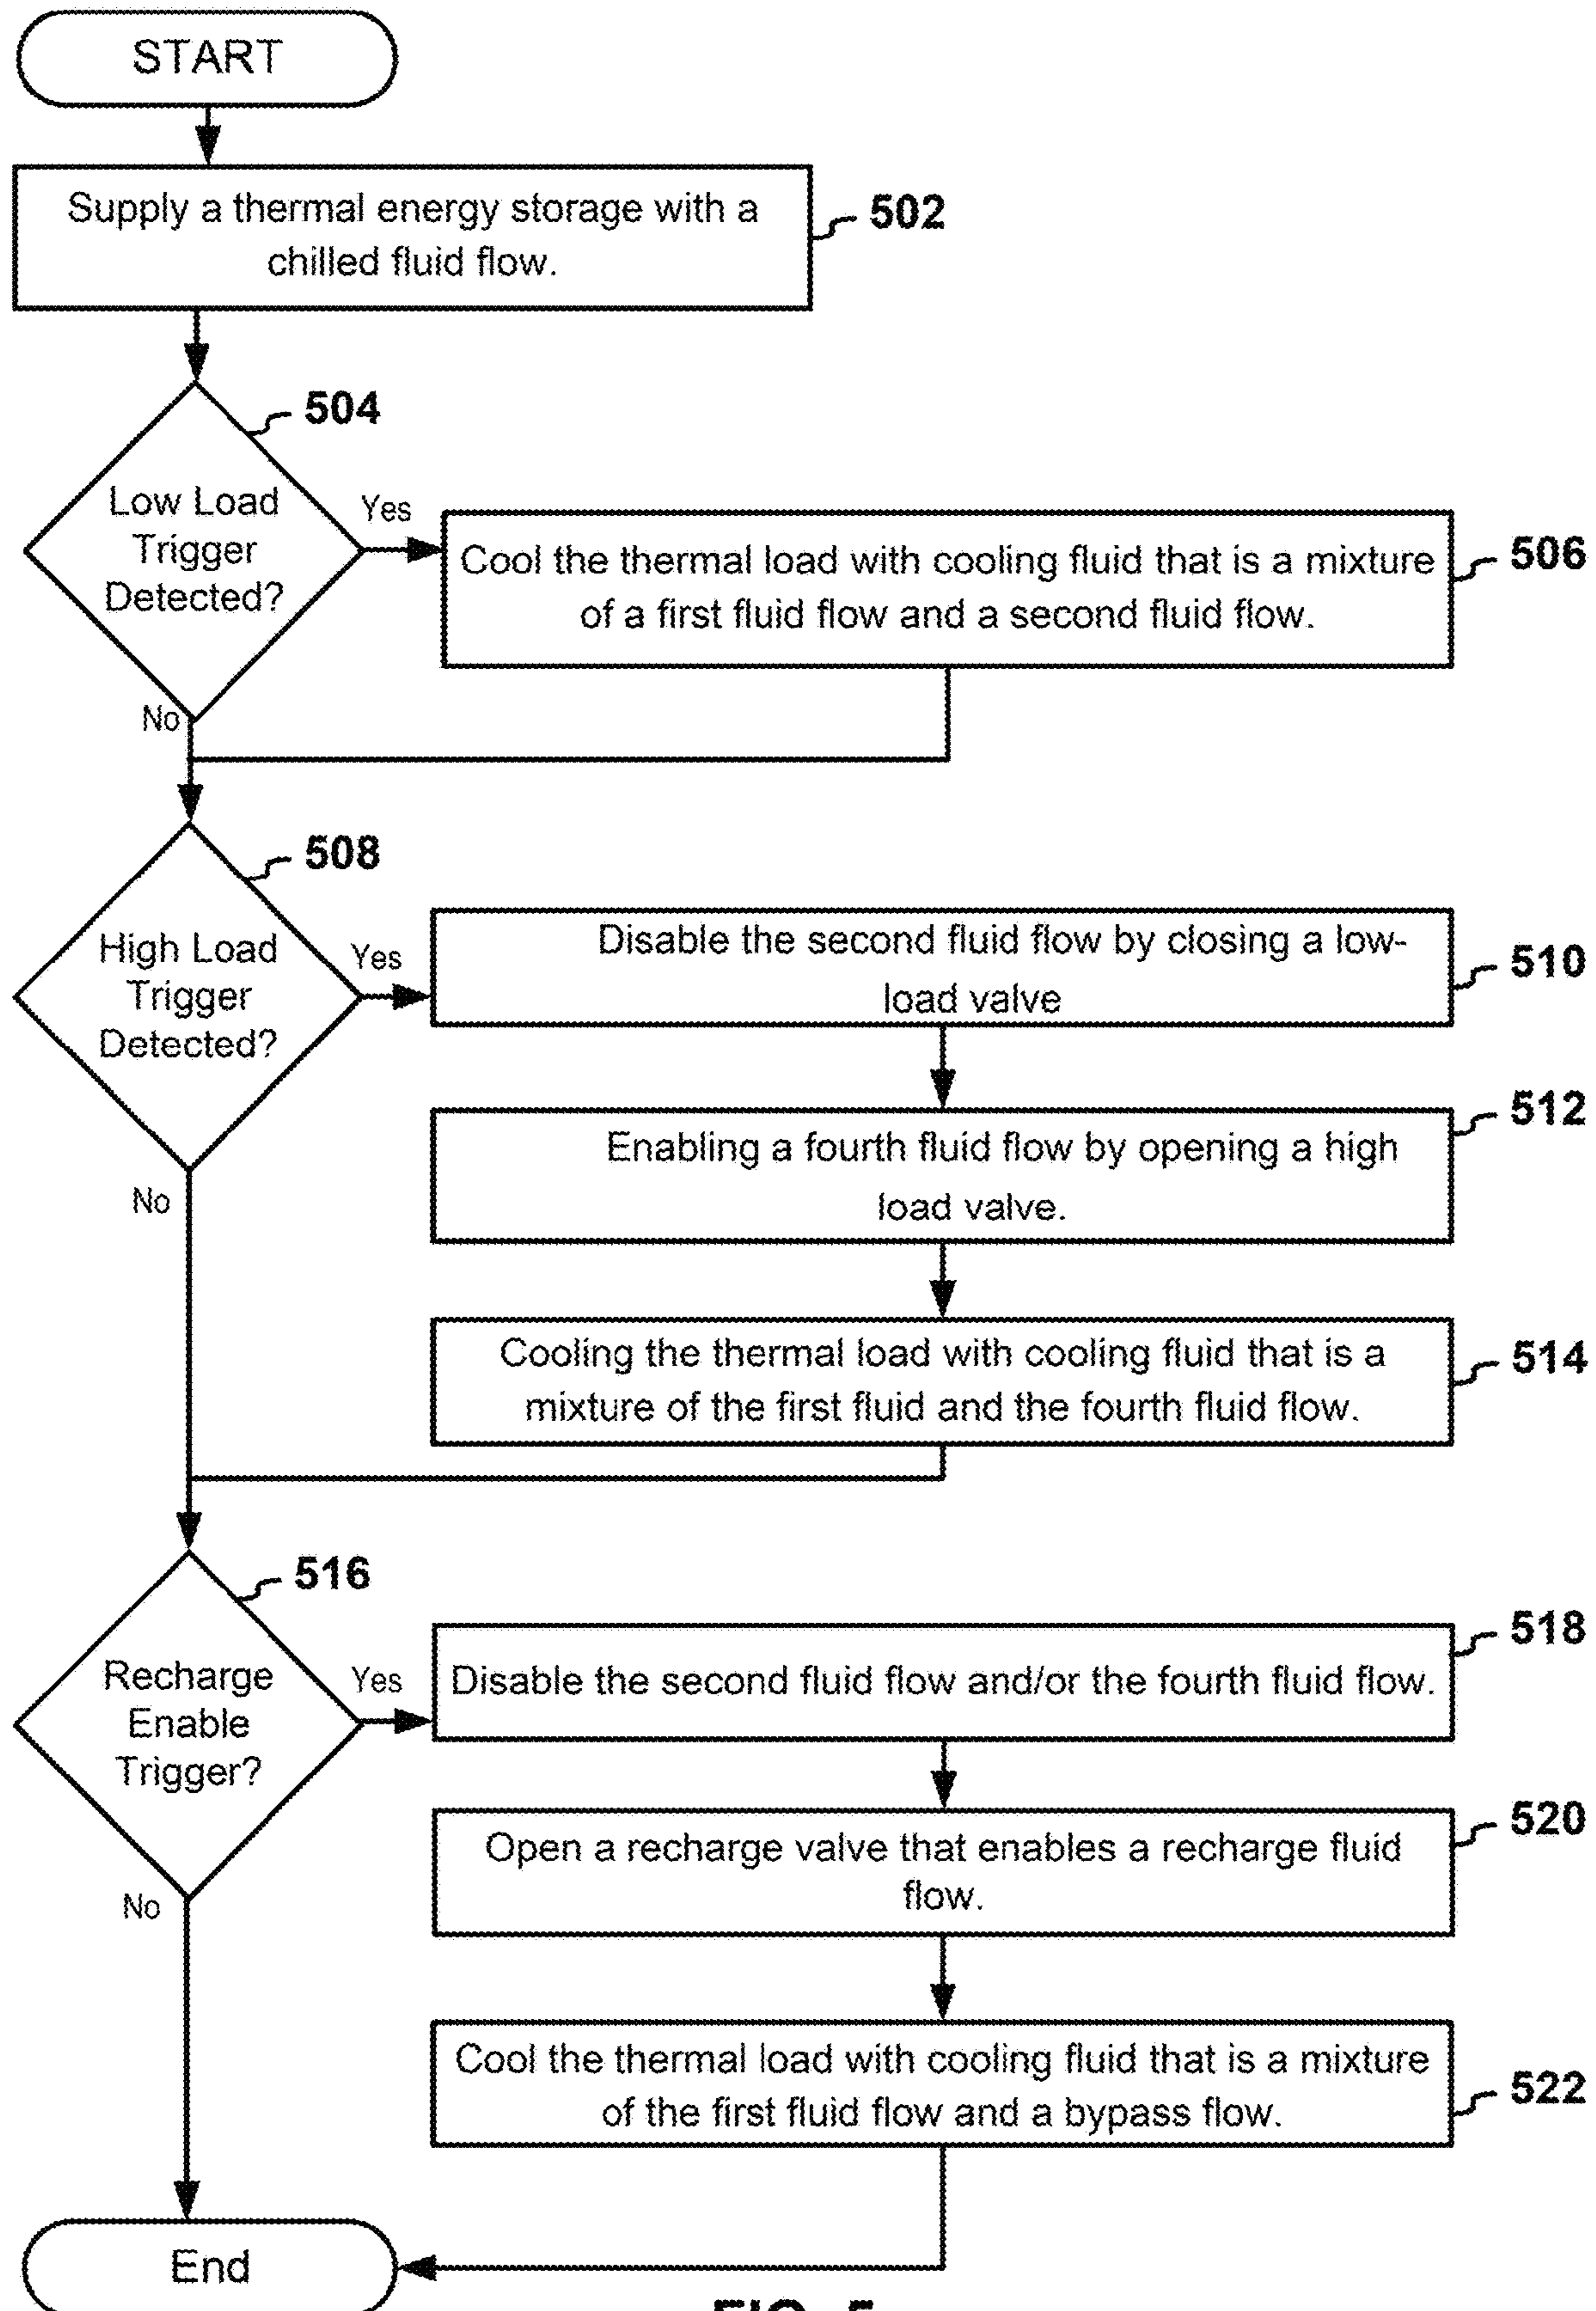 START
Supply a thermal energy storage with a
chilled fluid flow.
502
504
Low Load
Trigger
Detected?
Yes
No
Cool the thermal load with cooling fluid that is a mixture
of a first fluid flow and a second fluid flow.
506
508
High Load
Trigger
Detected?
Yes
No
Disable the second fluid flow by closing a low-
load valve
510
Enabling a fourth fluid flow by opening a high
load valve.
512
Cooling the thermal load with cooling fluid that is a
mixture of the first fluid and the fourth fluid flow.
514
516
Recharge
Enable
Trigger?
Yes
No
Disable the second fluid flow and/or the fourth fluid flow.
518
Open a recharge valve that enables a recharge fluid
flow.
520
Cool the thermal load with cooling fluid that is a mixture
of the first fluid flow and a bypass flow.
522
End
FIG. 5